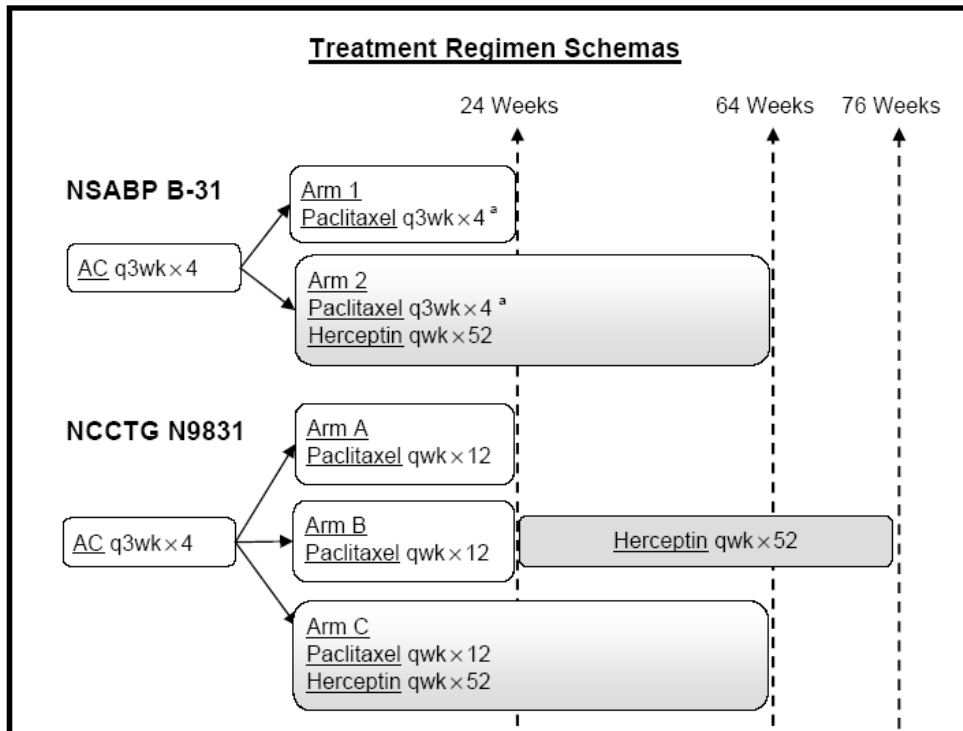 Treatment Regimen Schemas
24 Weeks
64 Weeks
76 Weeks
NSABP B-31
AC q3wk×4
Arm 1
Paclitaxel q3wk×4 ª
Arm 2
Paclitaxel q3wk×4 ª
Herceptin qwk×52
NCCTG N9831
AC q3wk×4
Arm A
Paclitaxel qwk×12
Arm B
Paclitaxel qwk×12
Herceptin qwk×52
Arm C
Paclitaxel qwk×12
Herceptin qwk×52